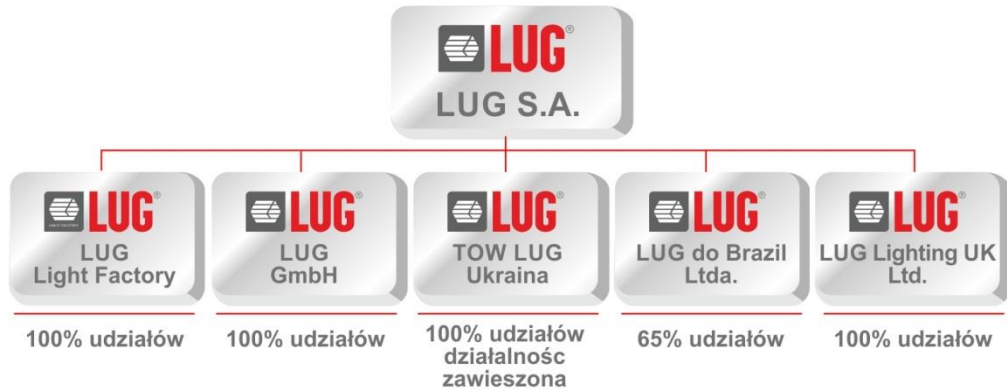 LUG®
LUG S.A.
LUG®
LUG
Light Factory
100% udziałów
LUG®
LUG
GmbH
100% udziałów
LUG®
TOW LUG
Ukraina
100% udziałów
działalnośc
zawieszona
LUG®
LUG do Brazil
Ltda.
65% udziałów
LUG®
LUG Lighting UK
Ltd.
100% udziałów